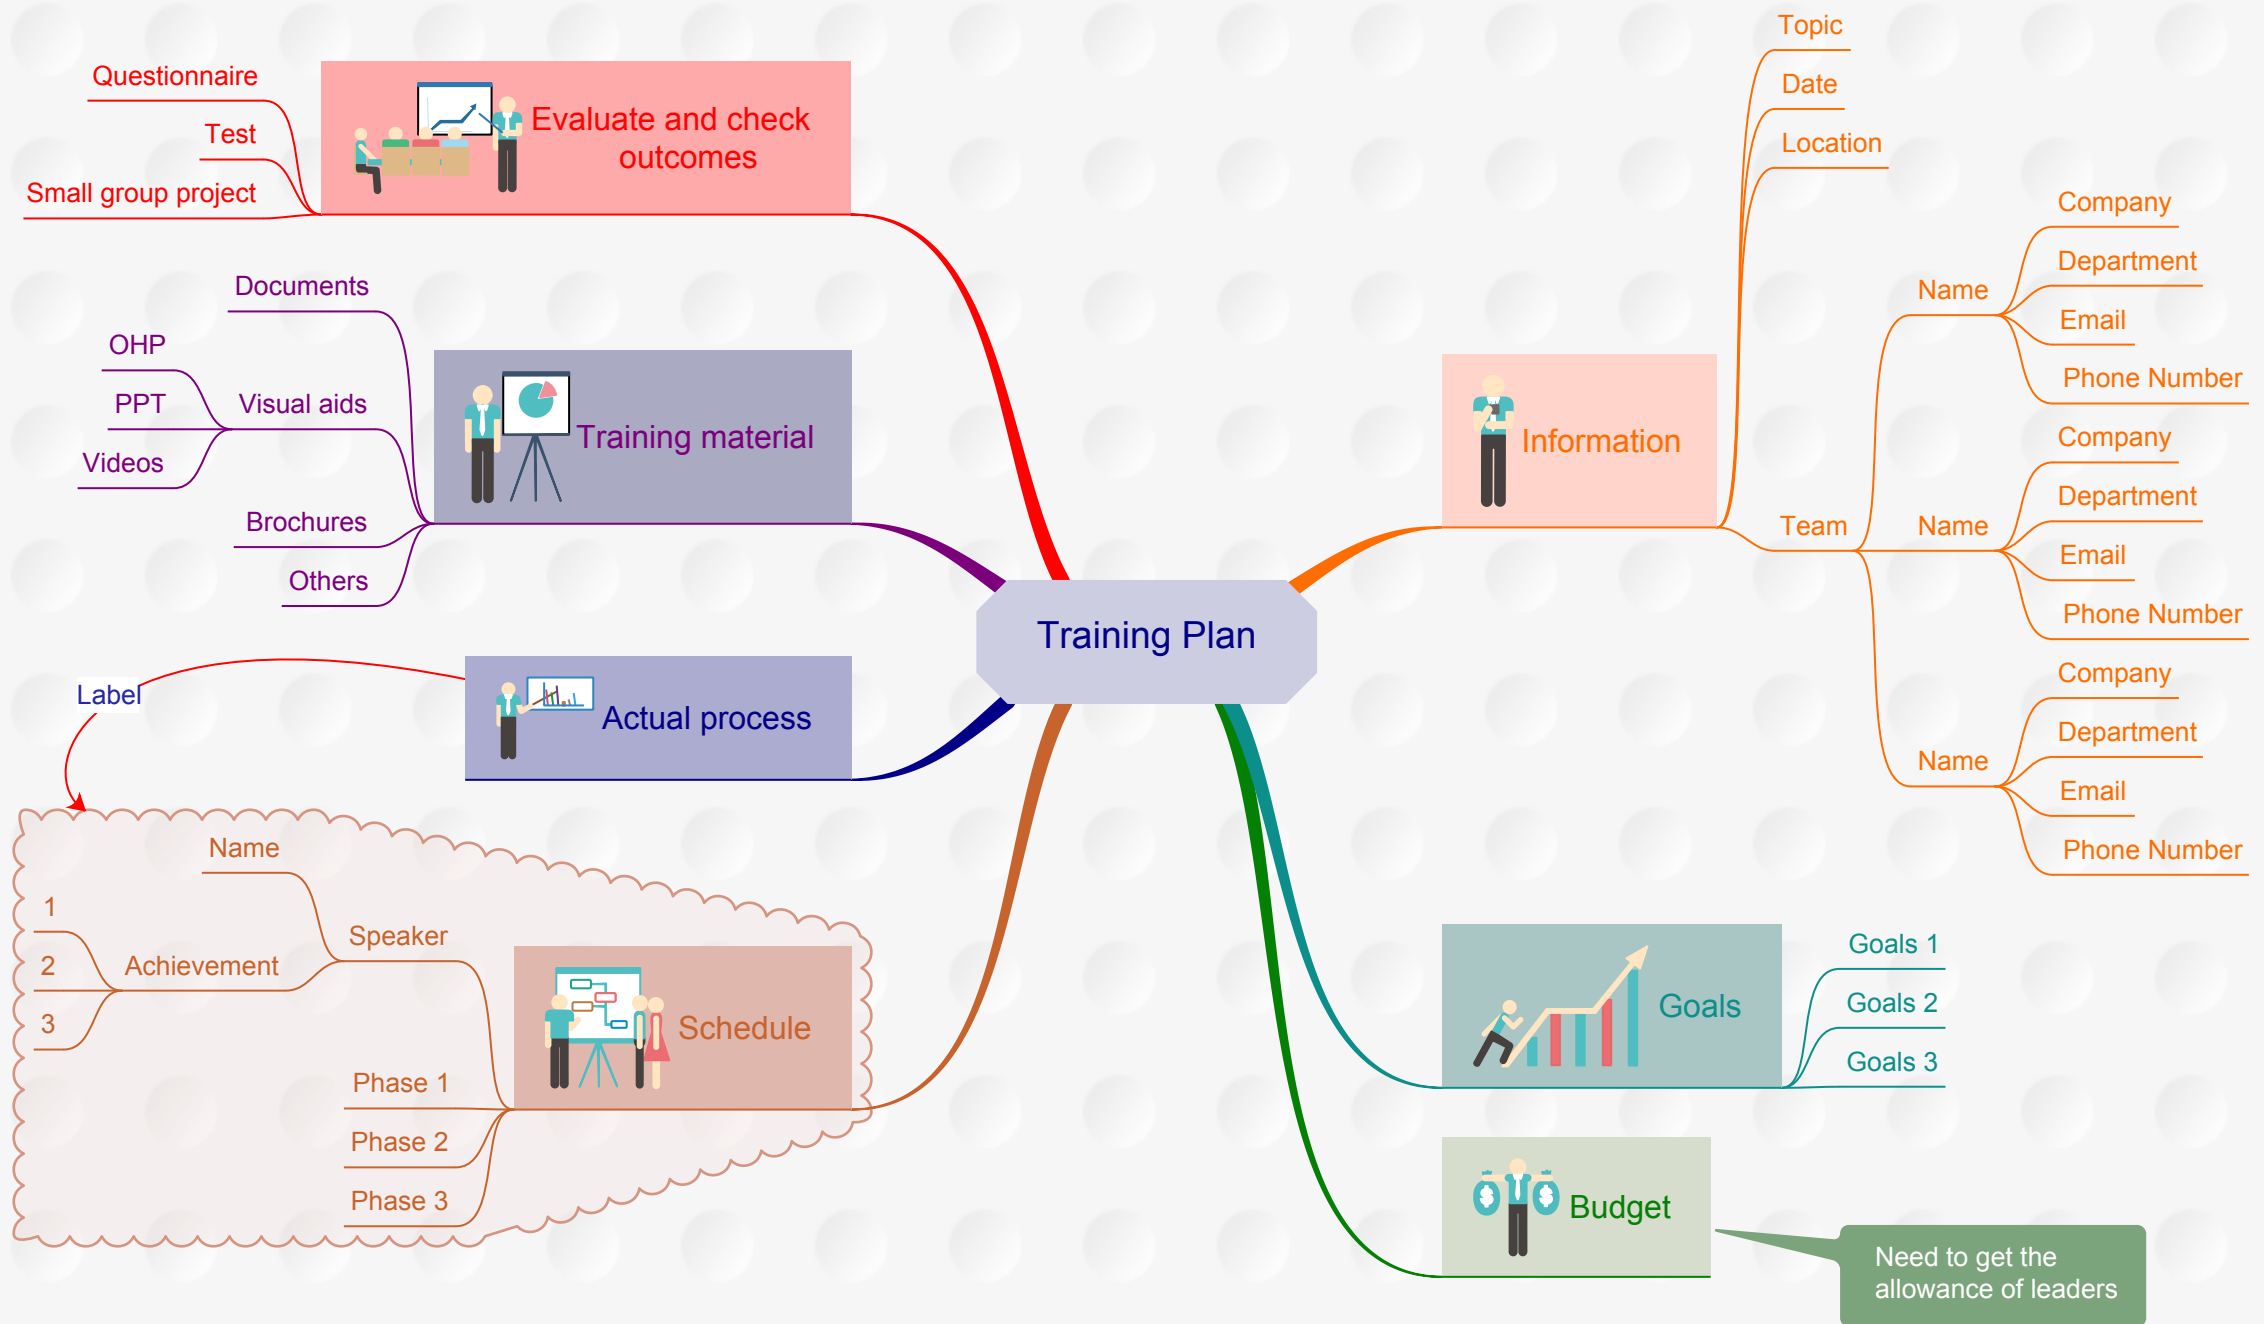 Training Plan
Evaluate and check
outcomes
Questionnaire
Test
Small group project
Training material
Documents
Visual aids
OHP
PPT
Videos
Brochures
Others
Actual process
Label
Schedule
Speaker
Name
Achievement
1
2
3
Phase 1
Phase 2
Phase 3
Information
Topic
Date
Location
Team
Name
Company
Department
Email
Phone Number
Name
Company
Department
Email
Phone Number
Name
Company
Department
Email
Phone Number
Goals
Goals 1
Goals 2
Goals 3
Budget
Need to get the
allowance of leaders